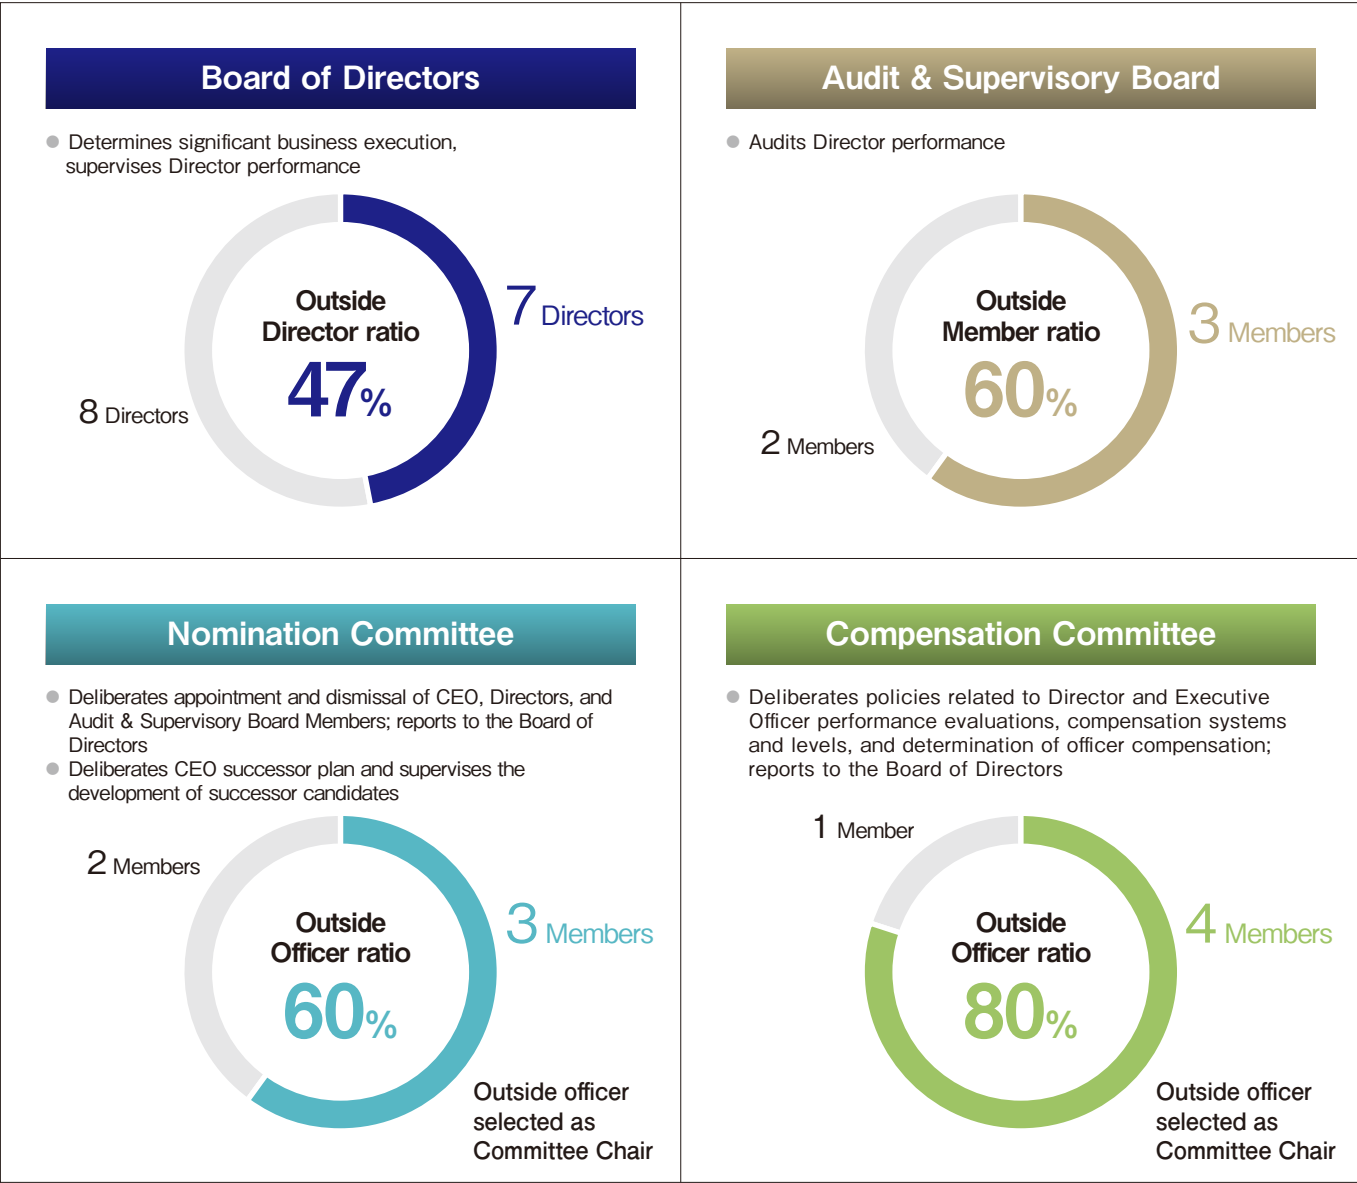 Board of Directors
● Determines significant business execution,
supervises Director performance
Outside
Director ratio
47%
7 Directors
8 Directors
Audit & Supervisory Board
● Audits Director performance
Outside
Member ratio
60%
3 Members
2 Members
Nomination Committee
● Deliberates appointment and dismissal of CEO, Directors, and
Audit & Supervisory Board Members; reports to the Board of
Directors
● Deliberates CEO successor plan and supervises the
development of successor candidates
2 Members
Outside
Officer ratio
60%
3 Members
Outside officer
selected as
Committee Chair
Compensation Committee
● Deliberates policies related to Director and Executive
Officer performance evaluations, compensation systems
and levels, and determination of officer compensation;
reports to the Board of Directors
1 Member
Outside
Officer ratio
80%
4 Members
Outside officer
selected as
Committee Chair